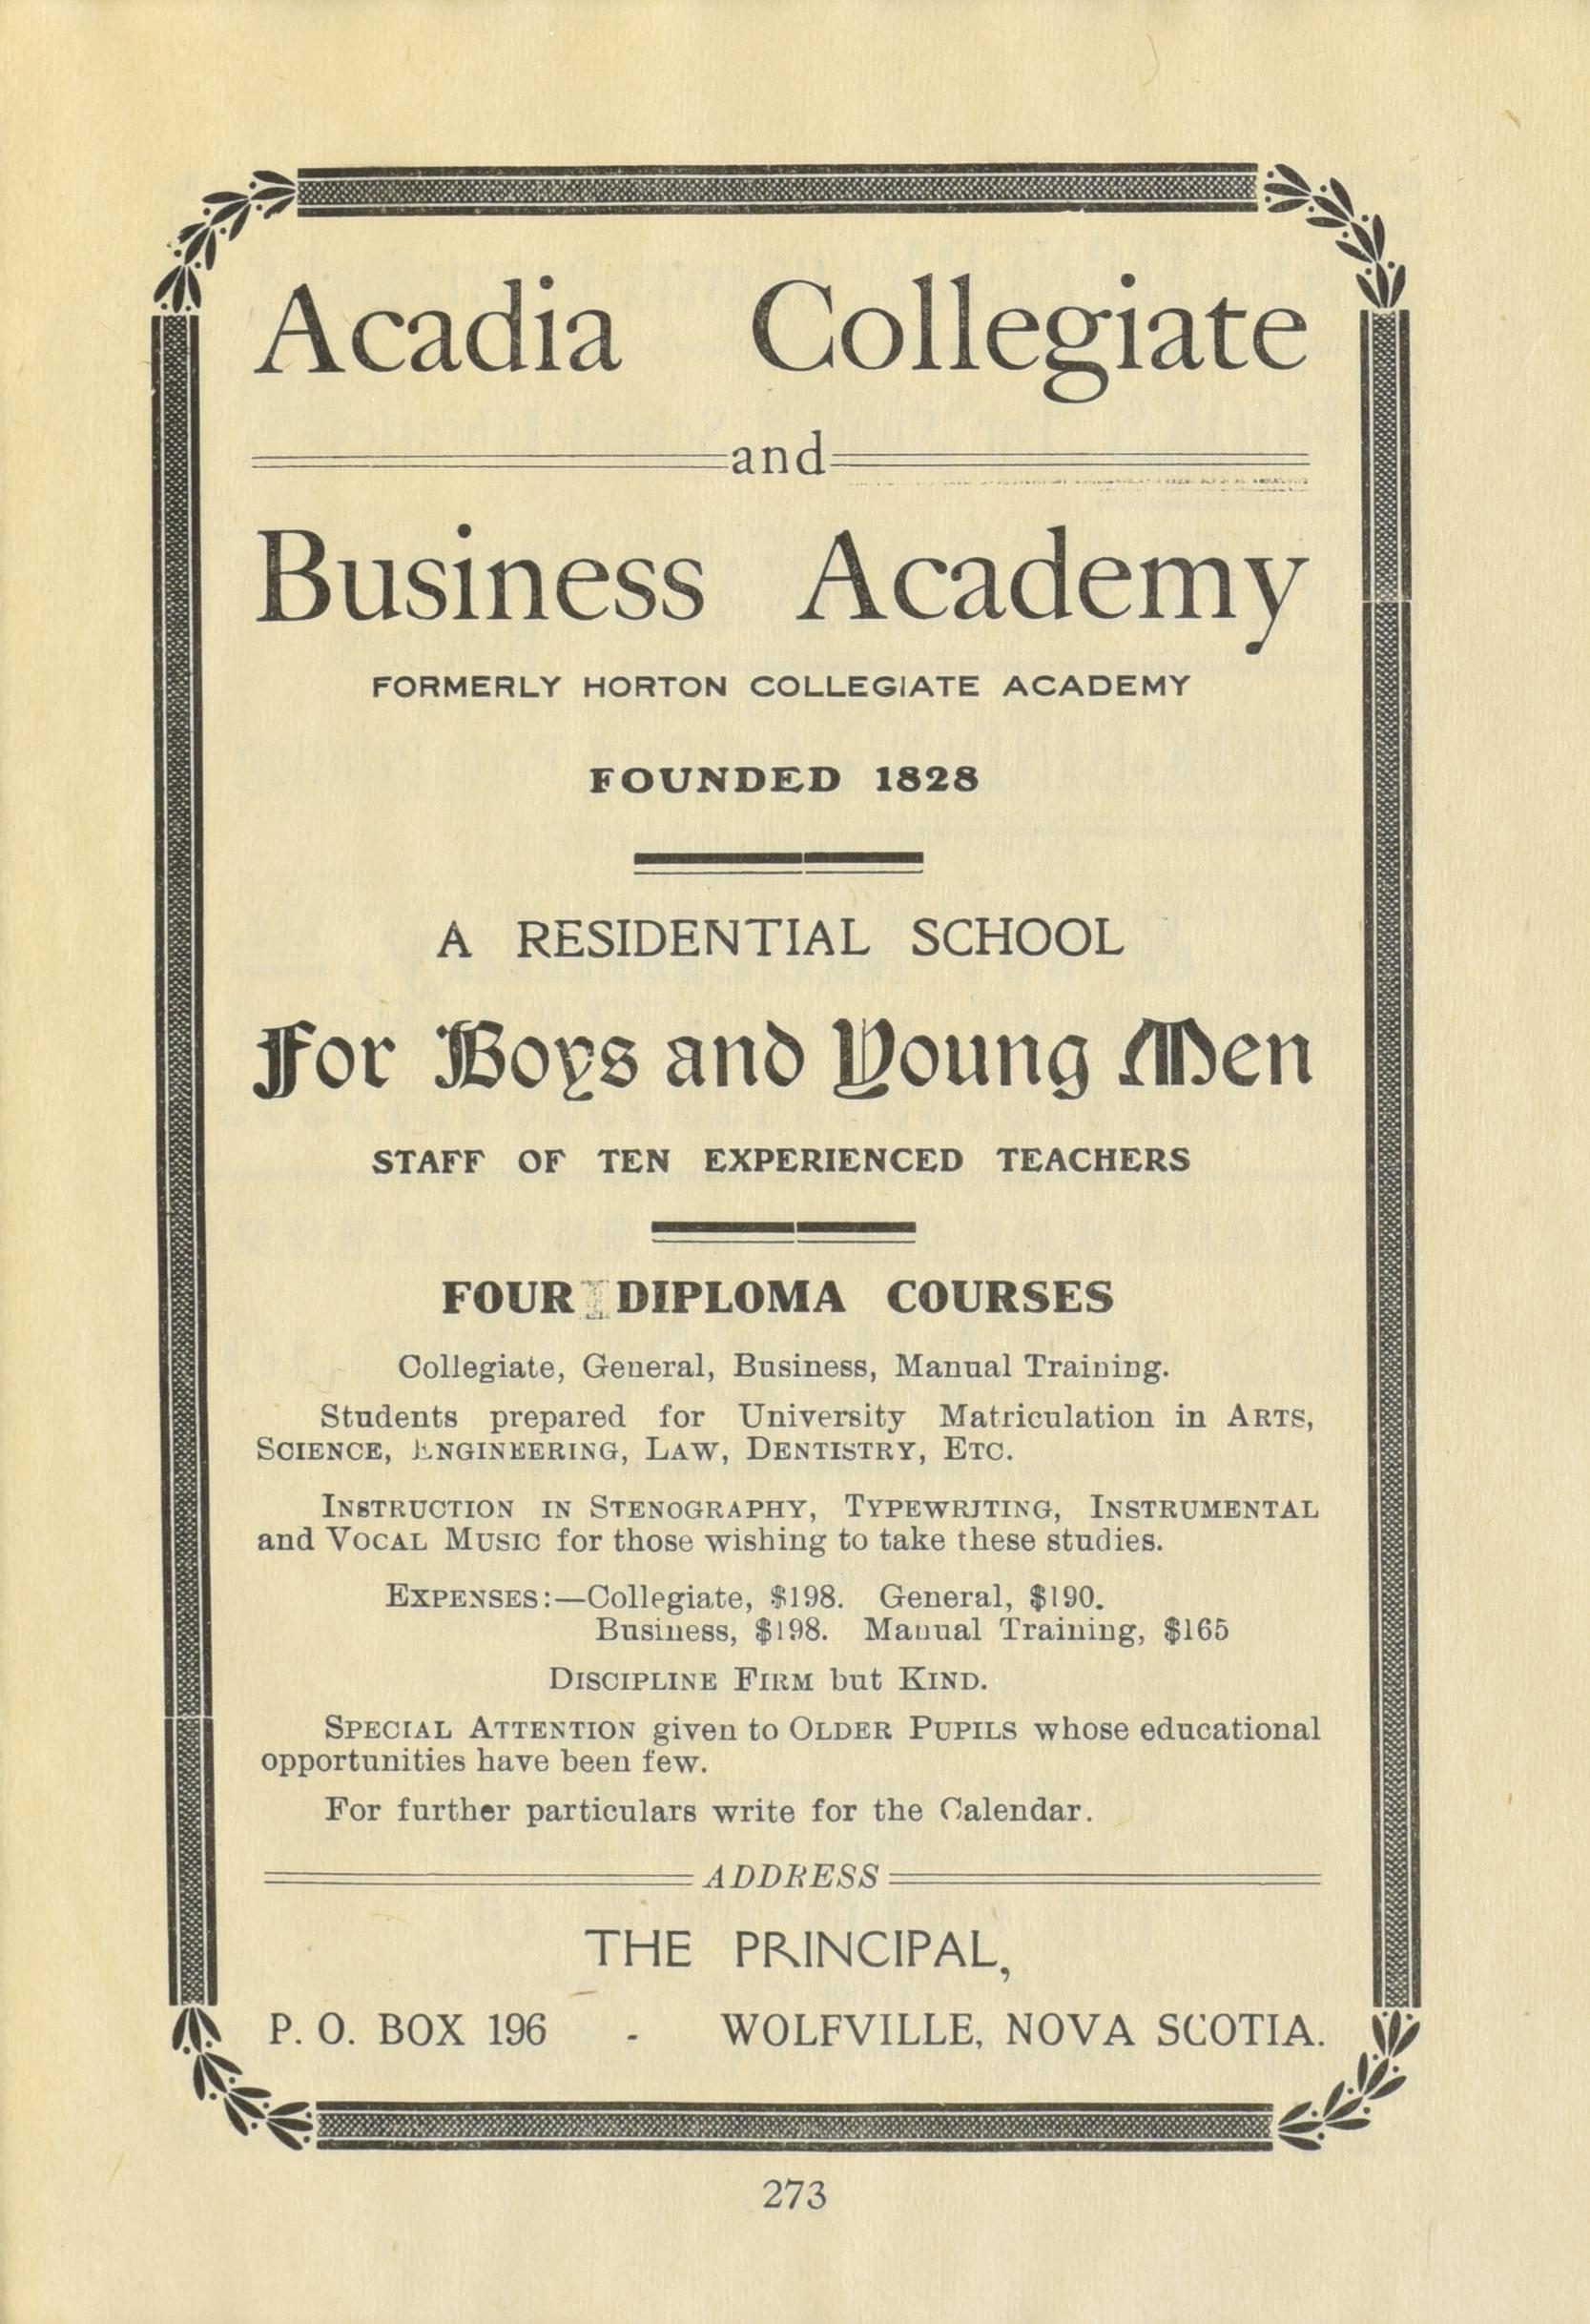 Acadia Collegiate
and
Business Academy
FORMERLY HORTON COLLEGIATE ACADEMY
FOUNDED 1828
A RESIDENTIAL SCHOOL
For Boys and Young Men
STAFF OF TEN EXPERIENCED TEACHERS
FOUR DIPLOMA COURSES
Collegiate, General, Business, Manual Training.
Students prepared for University Matriculation in ARTS,
SCIENCE, ENGINEERING, LAW, DENTISTRY, ETC.
INSTRUCTION IN STENOGRAPHY, TYPEWRITING, INSTRUMENTAL
and VOCAL MUSIC for those wishing to take these studies.
EXPENSES:—Collegiate, $198. General, $190.
Business, $198. Manual Training, $165
DISCIPLINE FIRM but KIND.
SPECIAL ATTENTION given to OLDER PUPILS whose educational
opportunities have been few.
For further particulars write for the Calendar.
ADDRESS
THE PRINCIPAL,
P. O. BOX 196 - WOLFVILLE, NOVA SCOTIA.
273